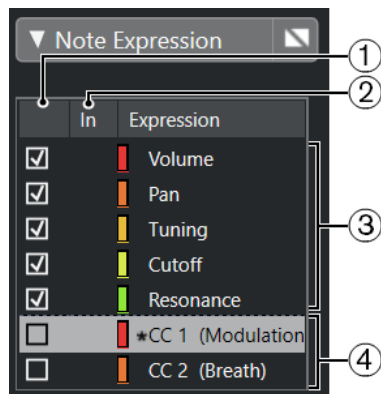 ▼ Note Expression
1
2
In Expression
Volume
Pan
Tuning
3
Cutoff
Resonance
*CC 1 (Modulation
4
CC 2 (Breath)